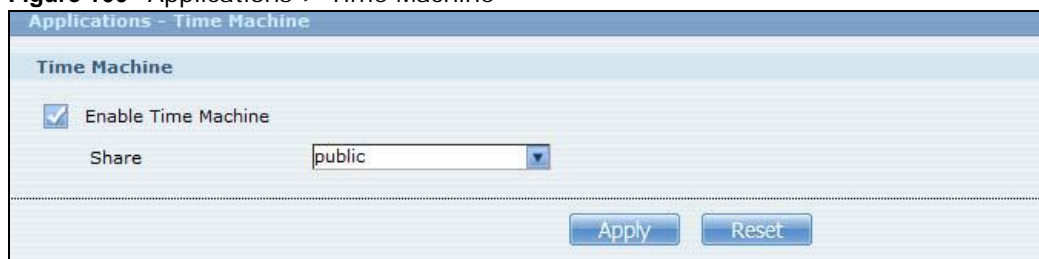 Applications > Time Machine
Applications - Time Machine
Time Machine
Enable Time Machine
Share public
Apply Reset